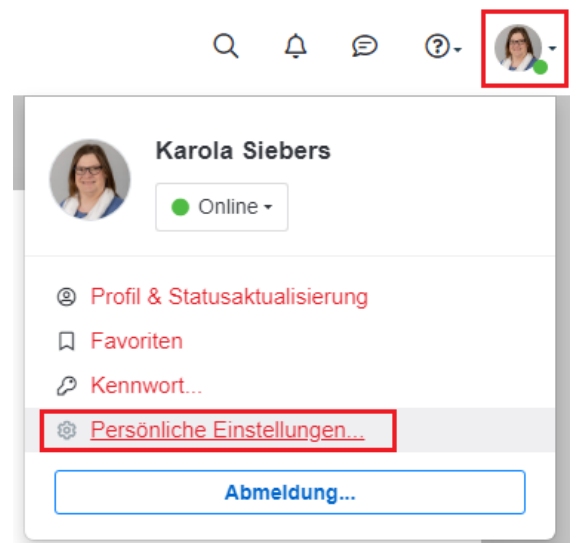 Karola Siebers
Online
Profil & Statusaktualisierung
Favoriten
Kennwort...
Persönliche Einstellungen...
Abmeldung...